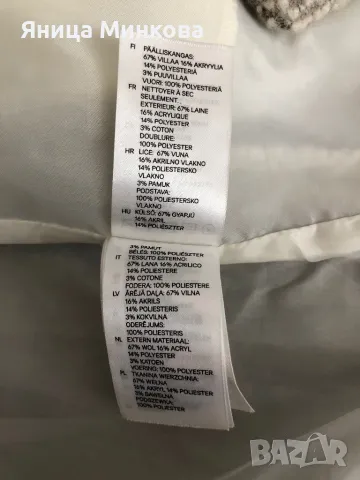 Яница Минкова
FI PÄÄLLISKANGAS:
67% VILLAA 16% AKRYYLIA
14% POLYESTERIÄ
3% PUUVILLAA
VUORI: 100% POLYESTERIÄ
FR NETTOYER À SEC
SEULEMENT
EXTERIEUR: 67% LAINE
16% ACRYLIQUE
14% POLYESTER
3% COTON
DOUBLURE:
100% POLYESTER
HR LICE: 67% VUNA
16% AKRILNO VLAKNO
14% POLIESTERSKO
VLAKNO
3% PAMUK
PODSTAVA:
100% POLIESTERSKO
VLAKNO
HU KÜLSŐ: 67% GYAPJÚ
16% AKRIL
14% POLIÉSZTER
3% PAMUT
BÉLÉS: 100% POLIÉSZTER
IT TESSUTO ESTERNO:
67% LANA 16% ACRILICO
14% POLIESTERE
3% COTONE
FODERA: 100% POLIESTERE
LV ĀRĒJĀ DAĻA: 67% VILNA
16% AKRILS
14% POLIESTERIS
3% KOKVILNA
ODERĒJUMS:
100% POLIESTERIS
NL EXTERN MATERIAAL:
67% WOL 16% ACRYL
14% POLYESTER
3% KATOEN
VOERING: 100% POLYESTER
PL TKANINA WIERZCHNIA:
67% WEŁNA
16% AKRYL 14% POLIESTER
3% BAWEŁNA
PODSZEWKA:
100% POLIESTER
BAZAR